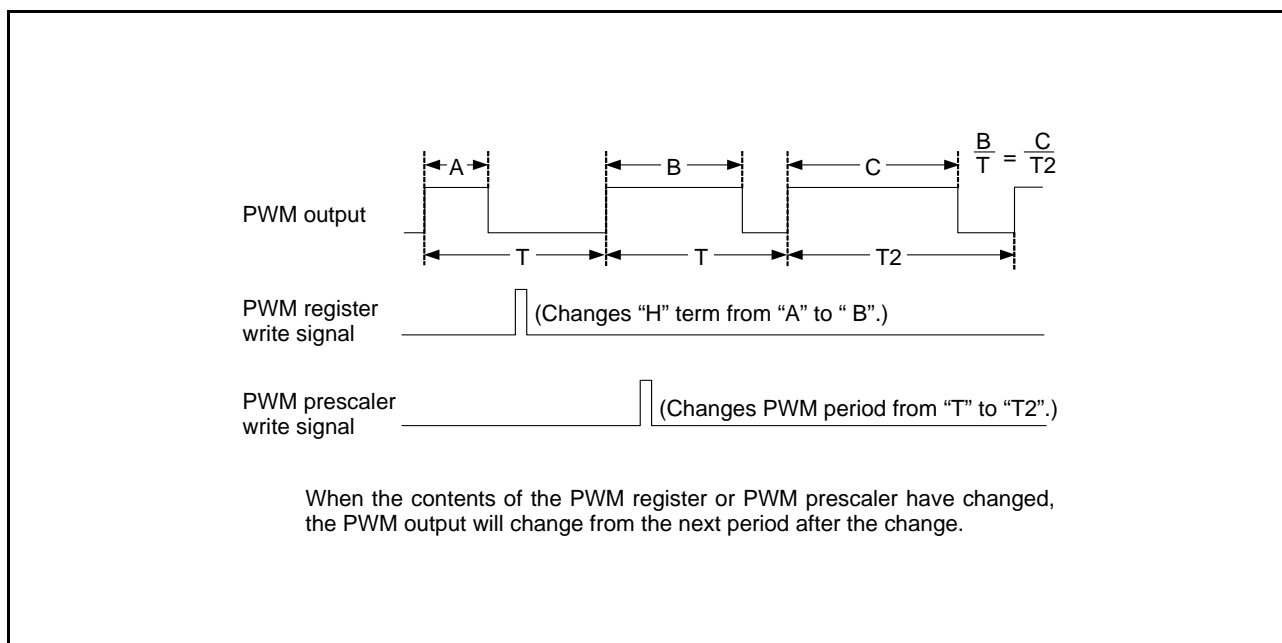 A
B
C
B
T
=
C
T2
PWM output
T
T
T2
PWM register
write signal
(Changes “H” term from “A” to “ B”.)
PWM prescaler
write signal
(Changes PWM period from “T” to “T2”.)
When the contents of the PWM register or PWM prescaler have changed,
the PWM output will change from the next period after the change.